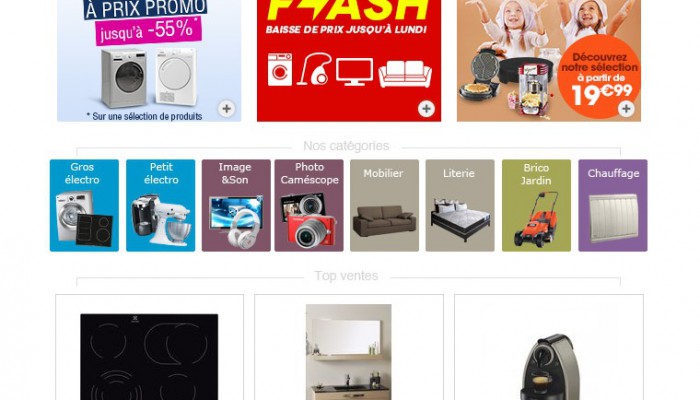 À PRIX PROMO
jusqu'à -55%*
* Sur une sélection de produits
FLASH
BAISSE DE PRIX JUSQU'À LUNDI!
Découvrez
notre sélection
à partir de
19€99
Nos catégories
Gros
électro
Petit
électro
Image
&Son
Photo
Caméscope
Mobilier
Literie
Brico
Jardin
Chauffage
Top ventes